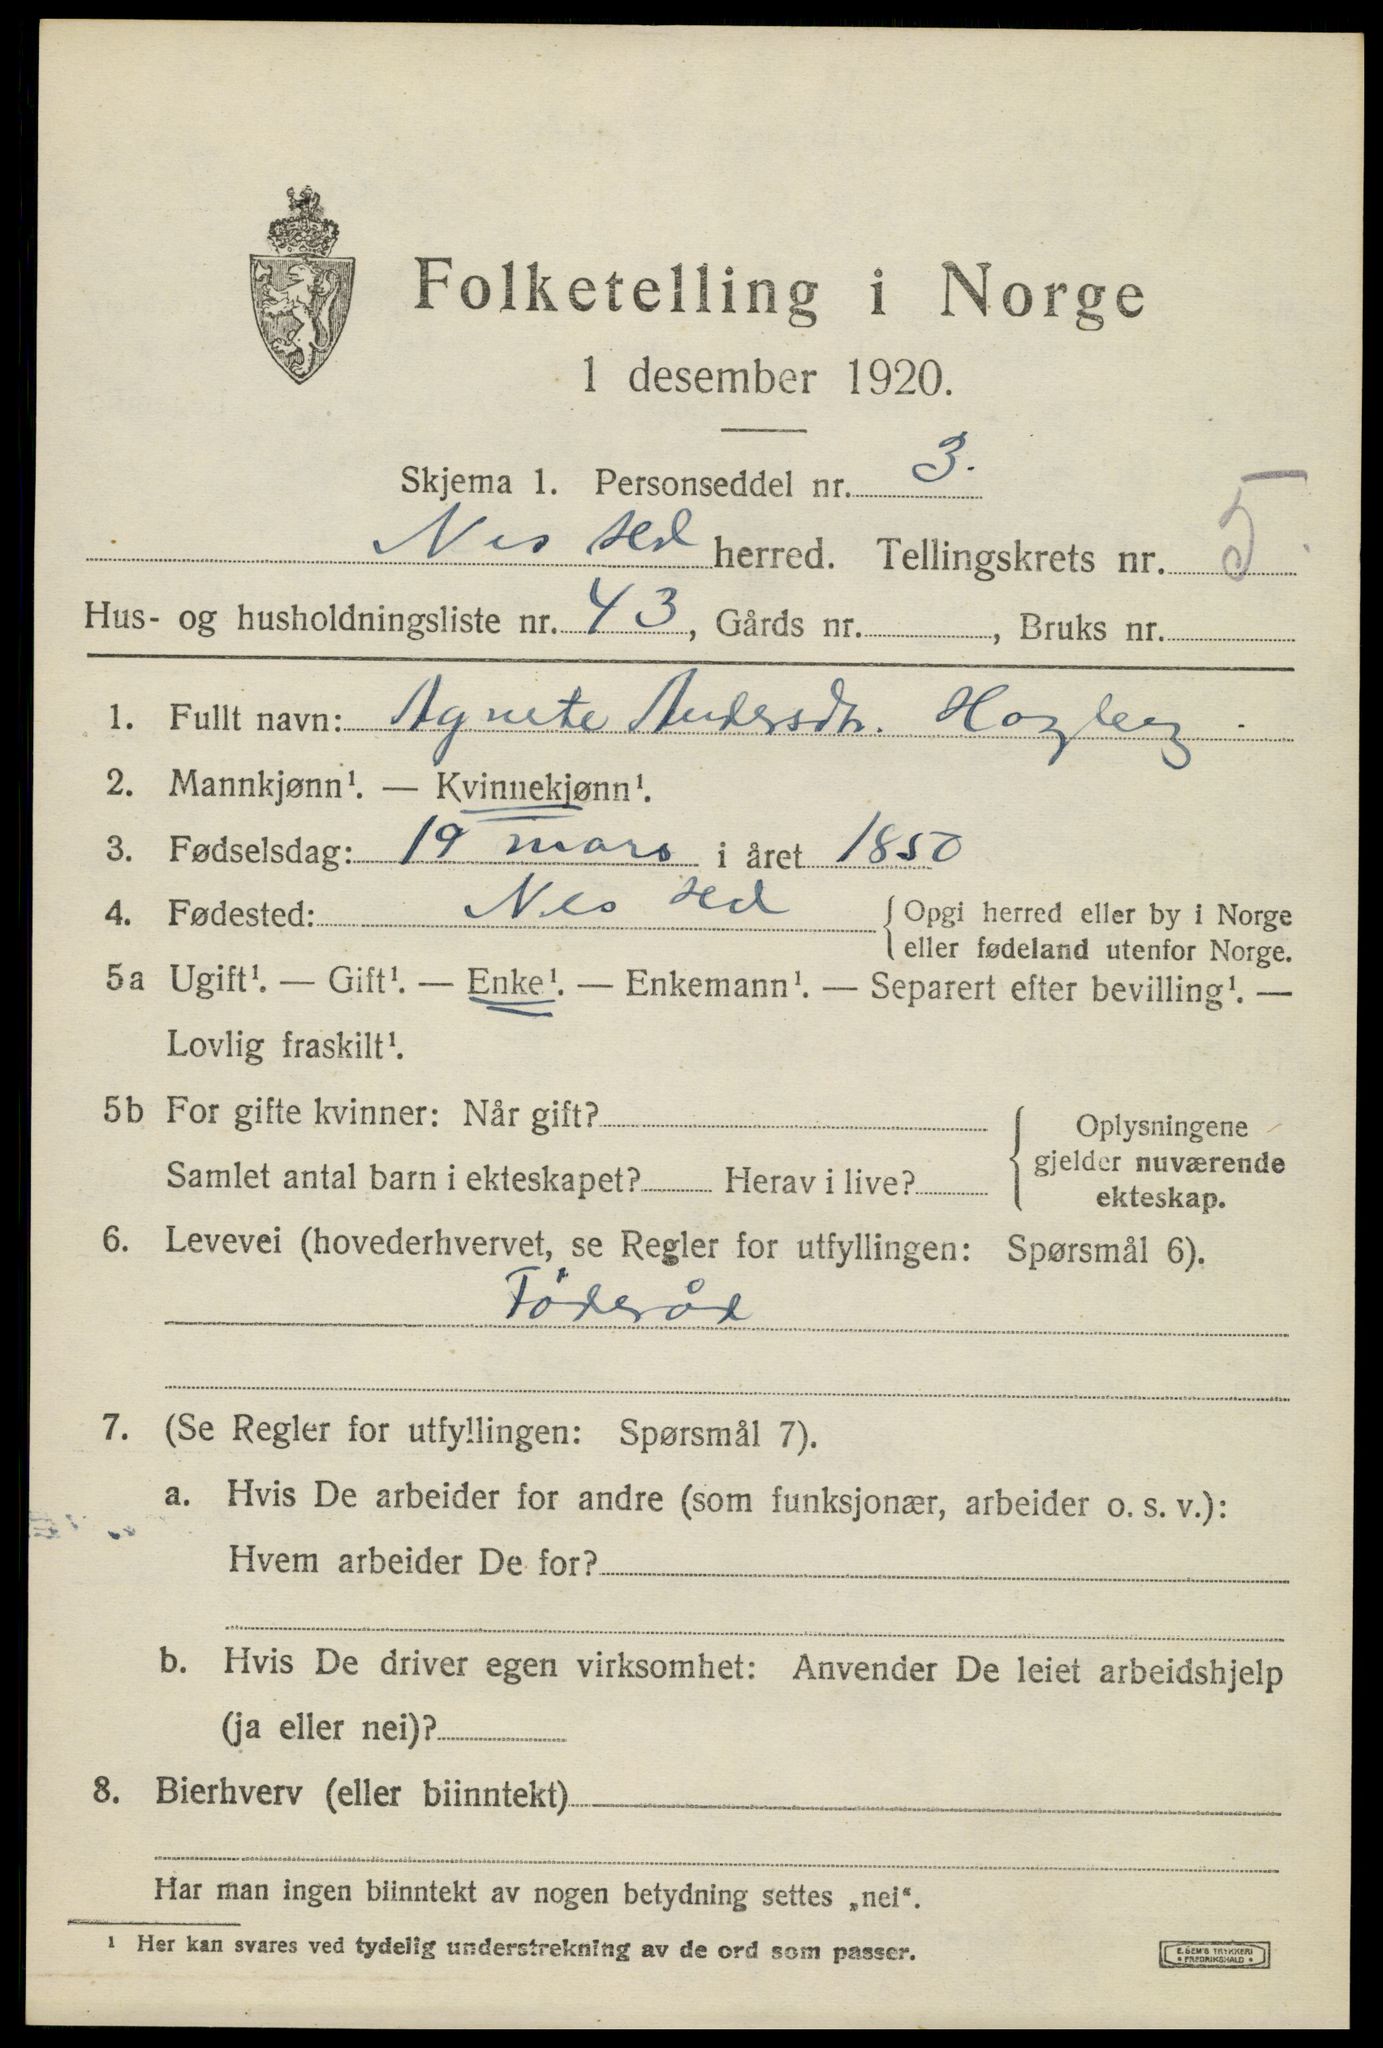 Folketelling i Norge
1 desember 1920.
Skjema 1. Personseddel nr. 3.
Nes Hed herred. Tellingskrets nr. 5.
Hus- og husholdningsliste nr. 43, Gårds nr. , Bruks nr.
1. Fullt navn: Agnete Andersdtr.
2. Mannkjønn¹. — Kvinnekjønn¹.
3. Fødselsdag: 19 mars i året 1850
4. Fødested: Nes Hed { Opgi herred eller by i Norge
eller fødeland utenfor Norge.
5a Ugift¹. — Gift¹. — Enke¹. — Enkemann¹. — Separert efter bevilling¹. —
Lovlig fraskilt¹.
5b For gifte kvinner: Når gift? { Oplysningene
gjelder nuværende
Samlet antal barn i ekteskapet? Herav i live?
ekteskap.
6. Levevei (hovederhvervet, se Regler for utfyllingen: Spørsmål 6).
Föderåd
7. (Se Regler for utfyllingen: Spørsmål 7).
a. Hvis De arbeider for andre (som funksjonær, arbeider o. s. v.):
Hvem arbeider De for?
b. Hvis De driver egen virksomhet: Anvender De leiet arbeidshjelp
(ja eller nei)?
8. Bierhverv (eller biinntekt)
Har man ingen biinntekt av nogen betydning settes „nei“.
¹ Her kan svares ved tydelig understrekning av de ord som passer.
E. SEM'S TRYKKERI
• FREDRIKSHALD •